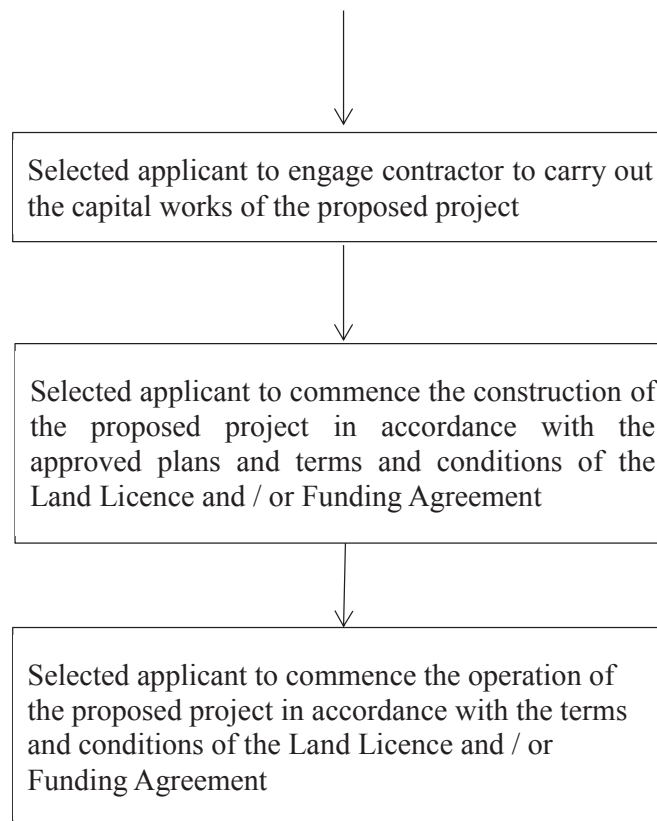 Selected applicant to engage contractor to carry out
the capital works of the proposed project
Selected applicant to commence the construction of
the proposed project in accordance with the
approved plans and terms and conditions of the
Land Licence and / or Funding Agreement
Selected applicant to commence the operation of
the proposed project in accordance with the terms
and conditions of the Land Licence and / or
Funding Agreement